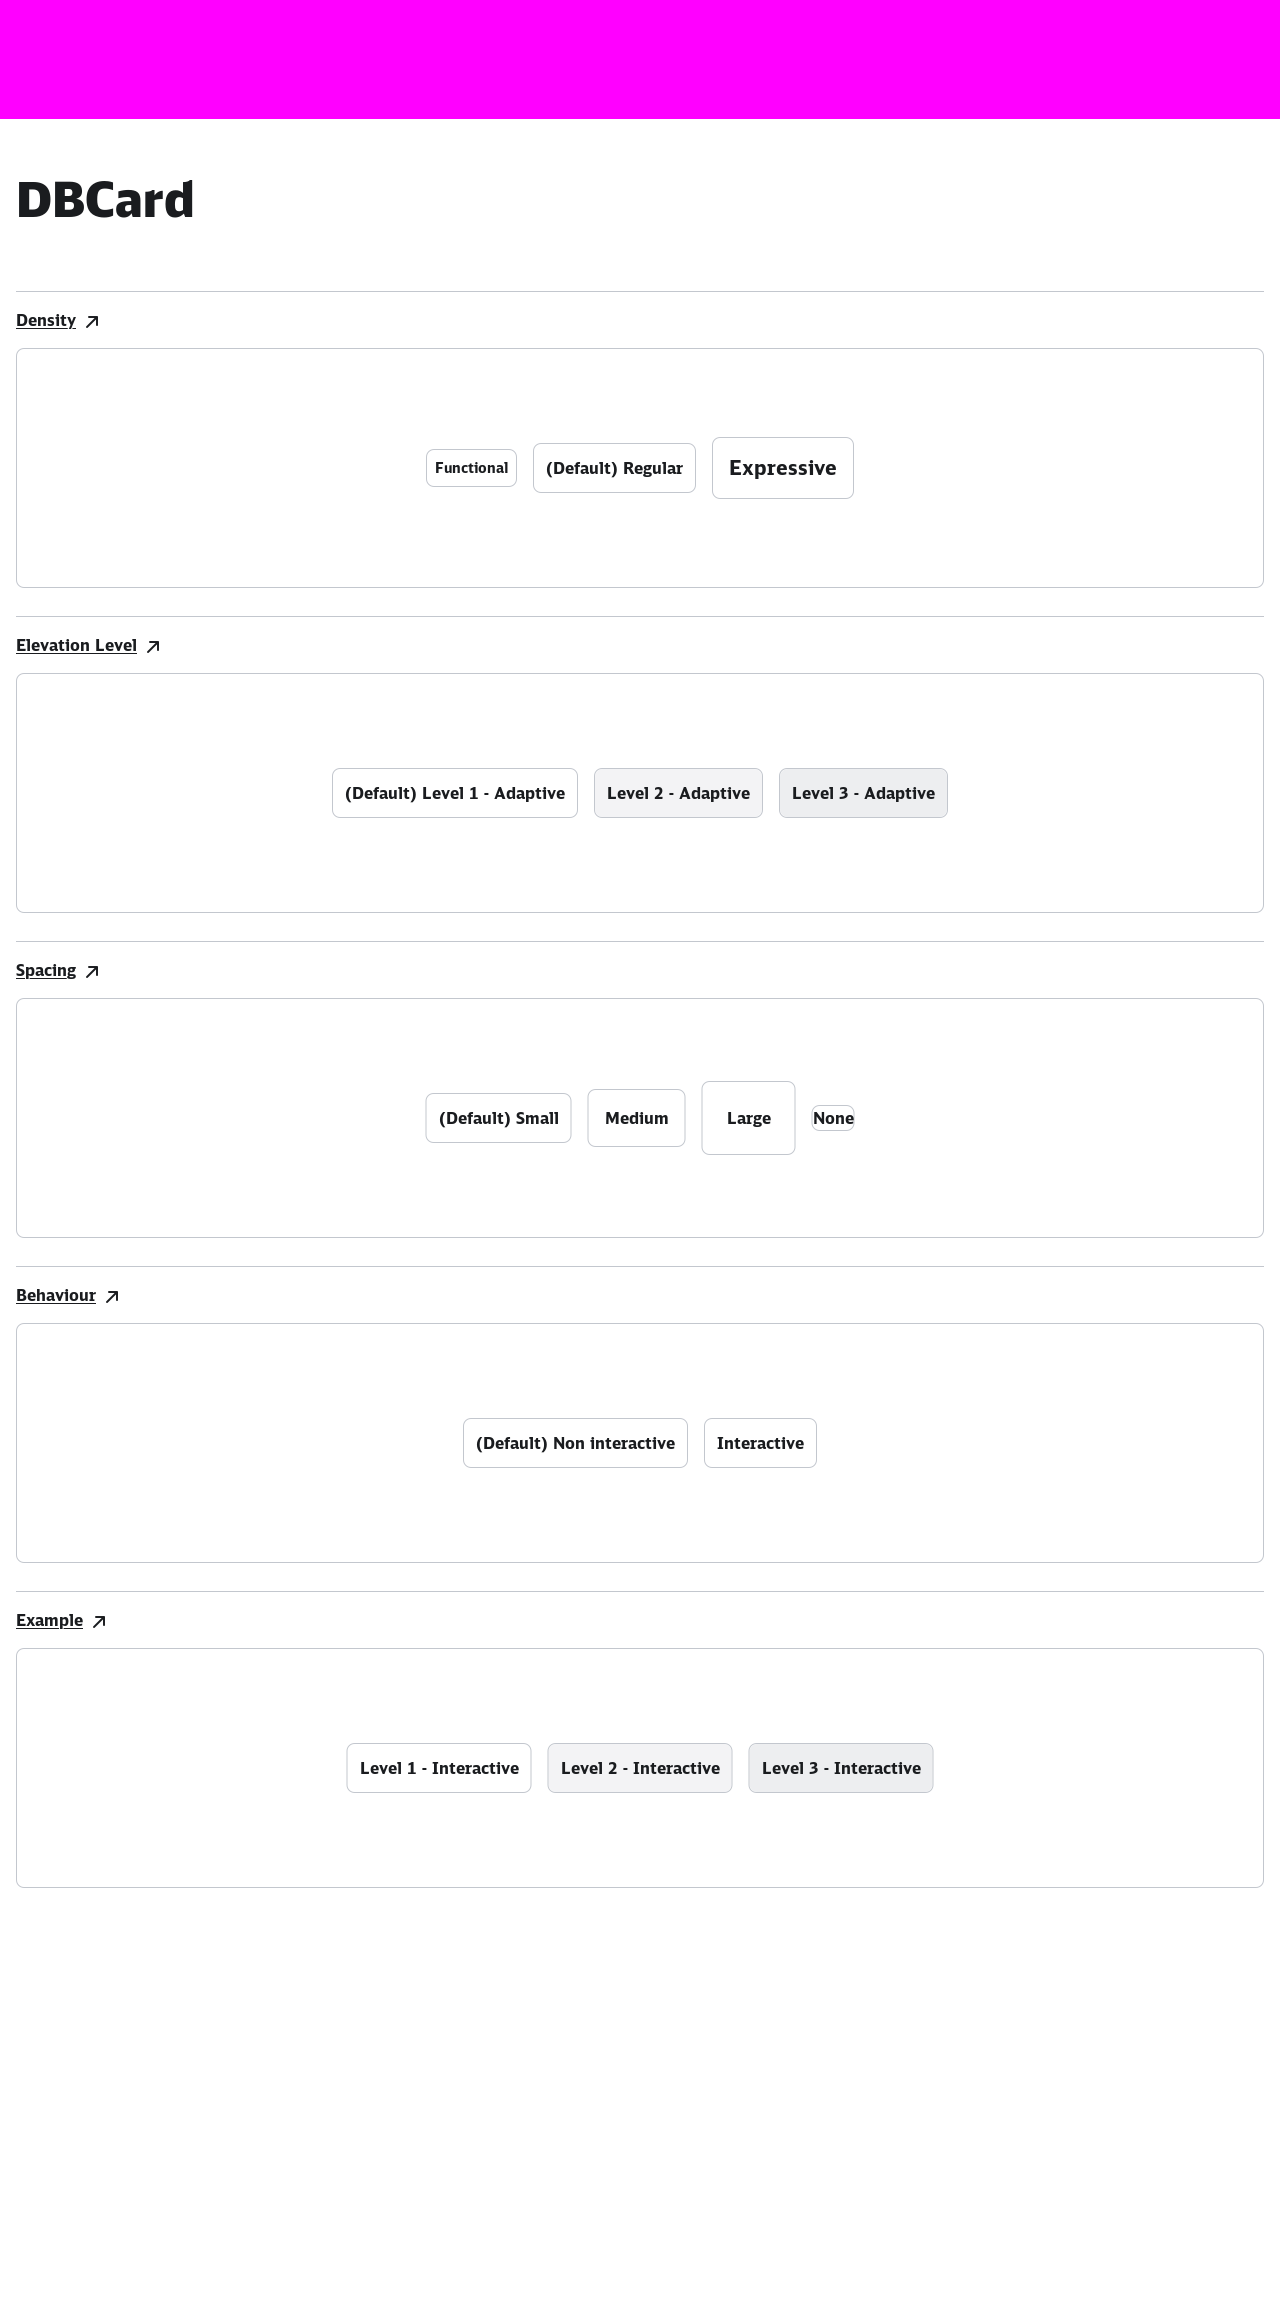 DBCard
Density
Functional
(Default) Regular
Expressive
Elevation Level
(Default) Level 1 - Adaptive
Level 2 - Adaptive
Level 3 - Adaptive
Spacing
(Default) Small
Medium
Large
None
Behaviour
(Default) Non interactive
Interactive
Example
Level 1 - Interactive
Level 2 - Interactive
Level 3 - Interactive